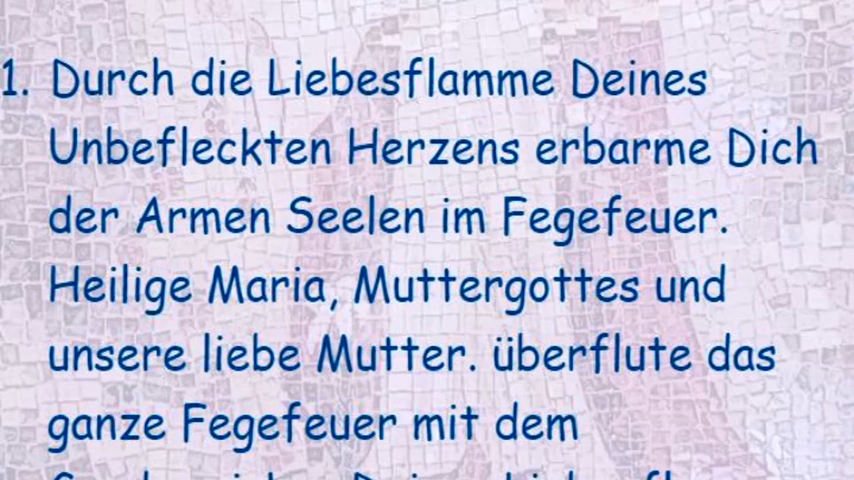 1. Durch die Liebesflamme Deines
Unbefleckten Herzens erbarme Dich
der Armen Seelen im Fegefeuer.
Heilige Maria, Muttergottes und
unsere liebe Mutter. überflute das
ganze Fegefeuer mit dem